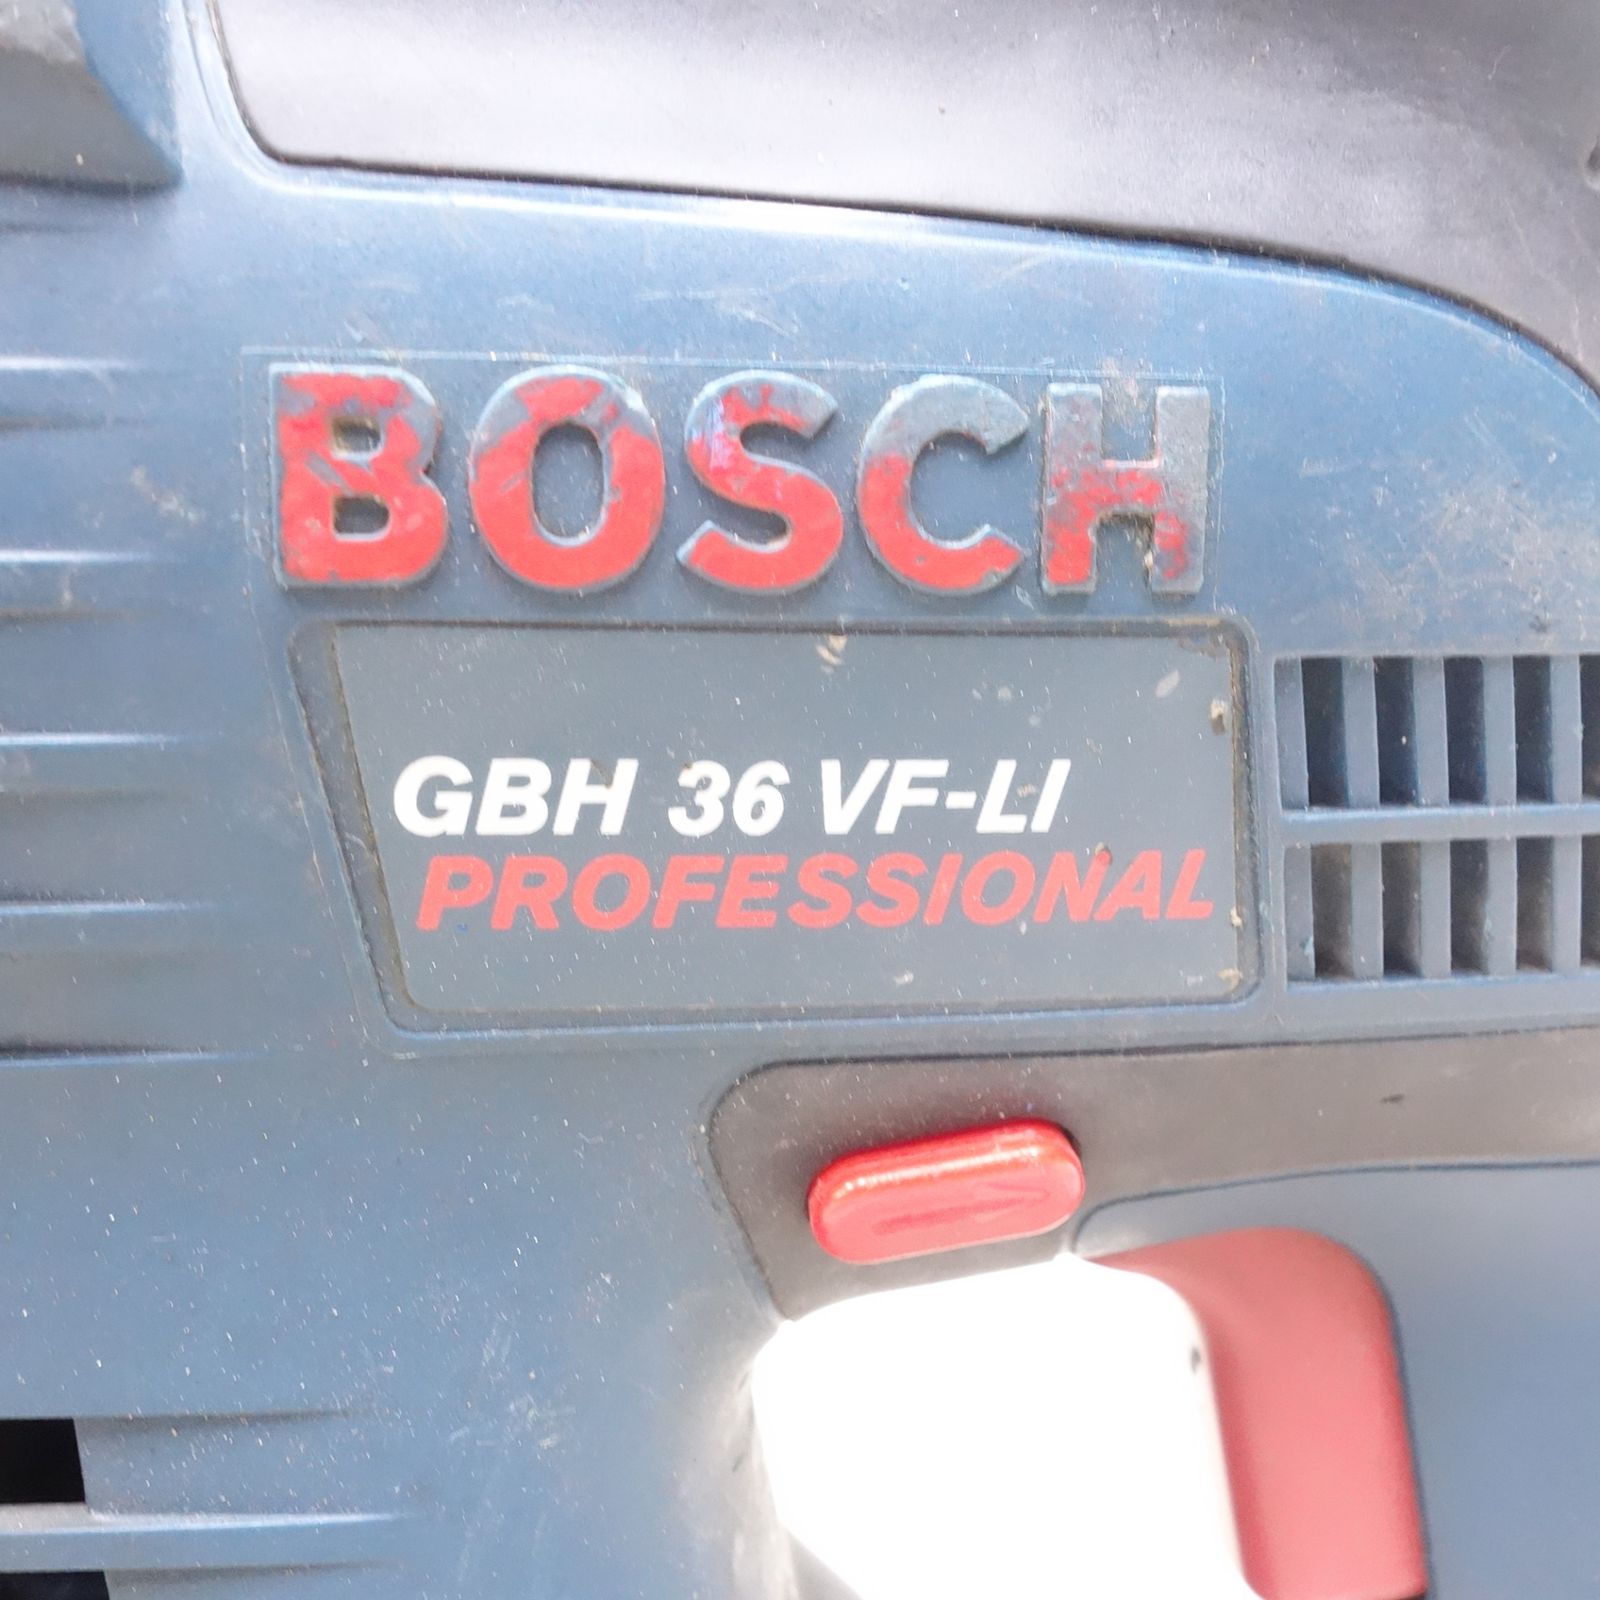 BOSCH
GBH 36 VF-LI
PROFESSIONAL